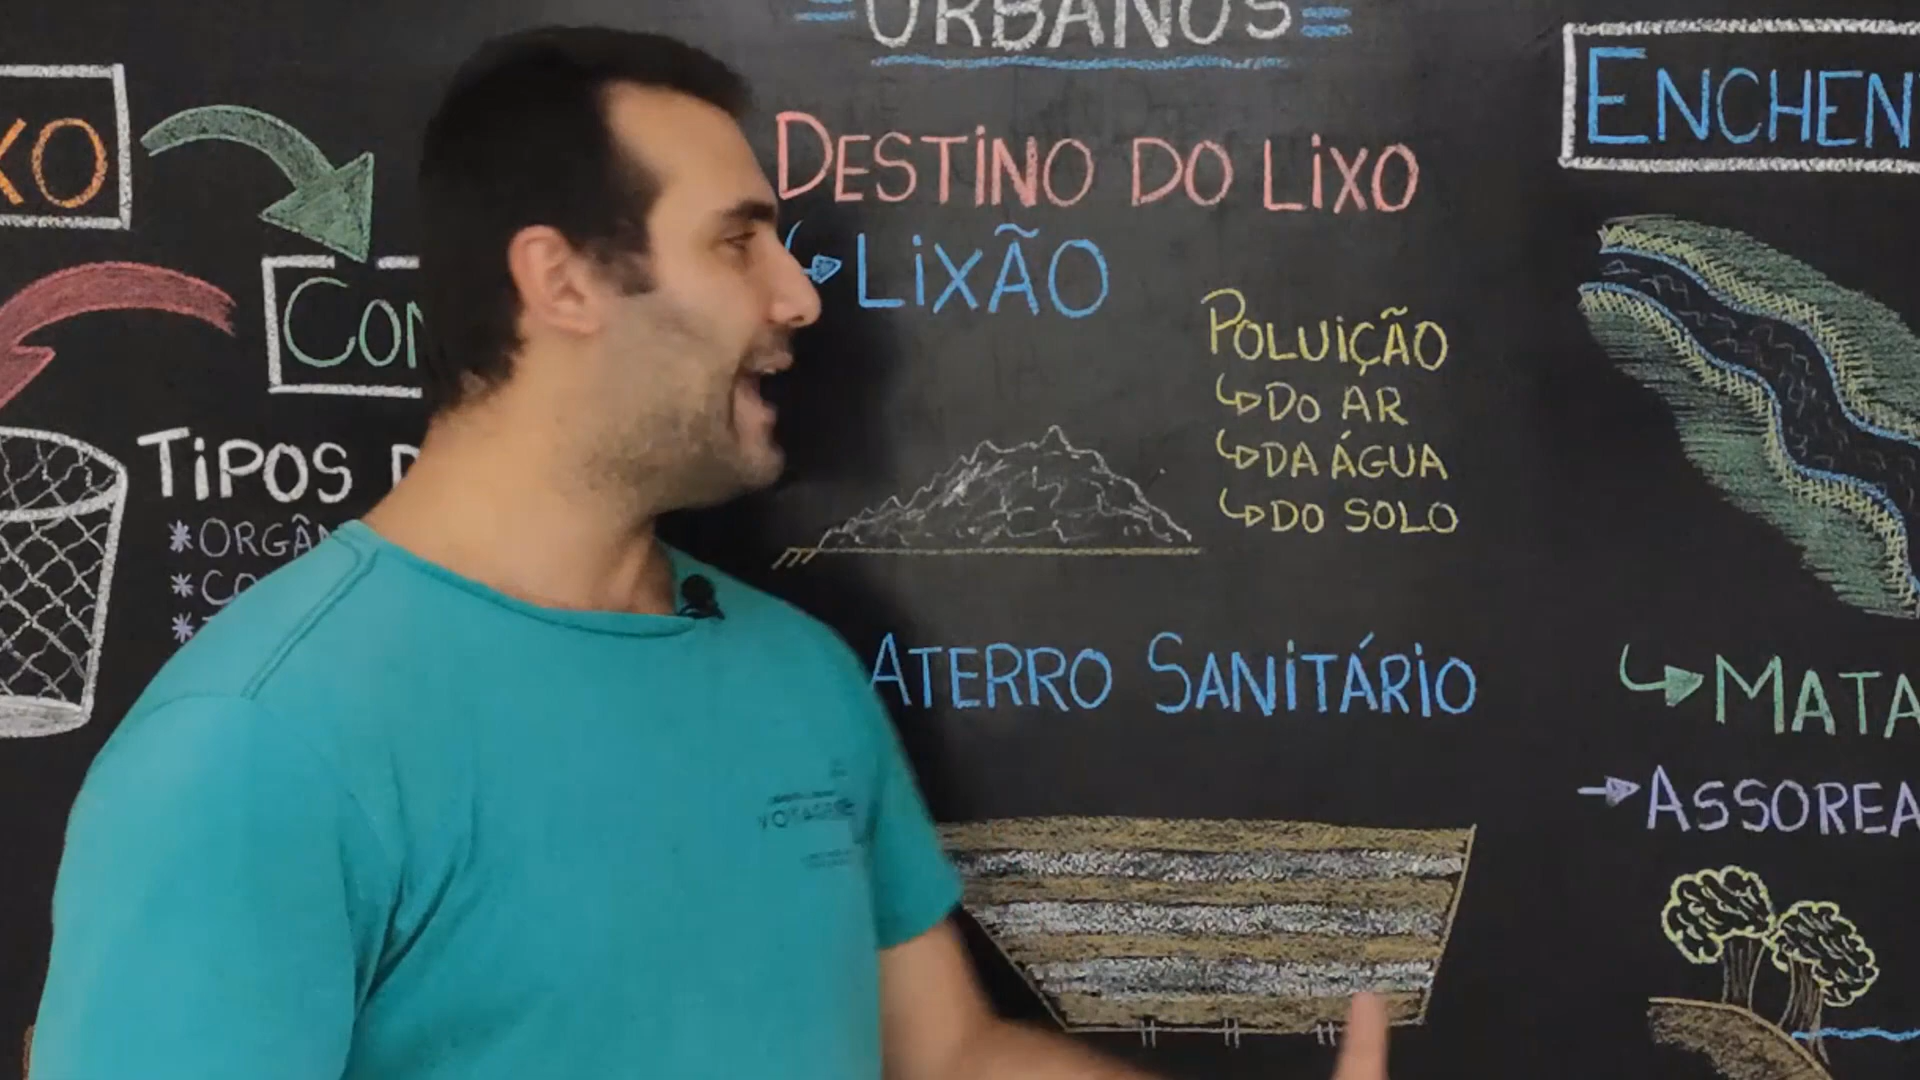 URBANOS
XO
CON
TIPOS D
*ORGÂN
*CO
*
DESTINO DO LIXO
LIXÃO
POLUIÇÃO
DO AR
DA ÁGUA
DO SOLO
ATERRO SANITÁRIO
ENCHEN
MATA
ASSOREA